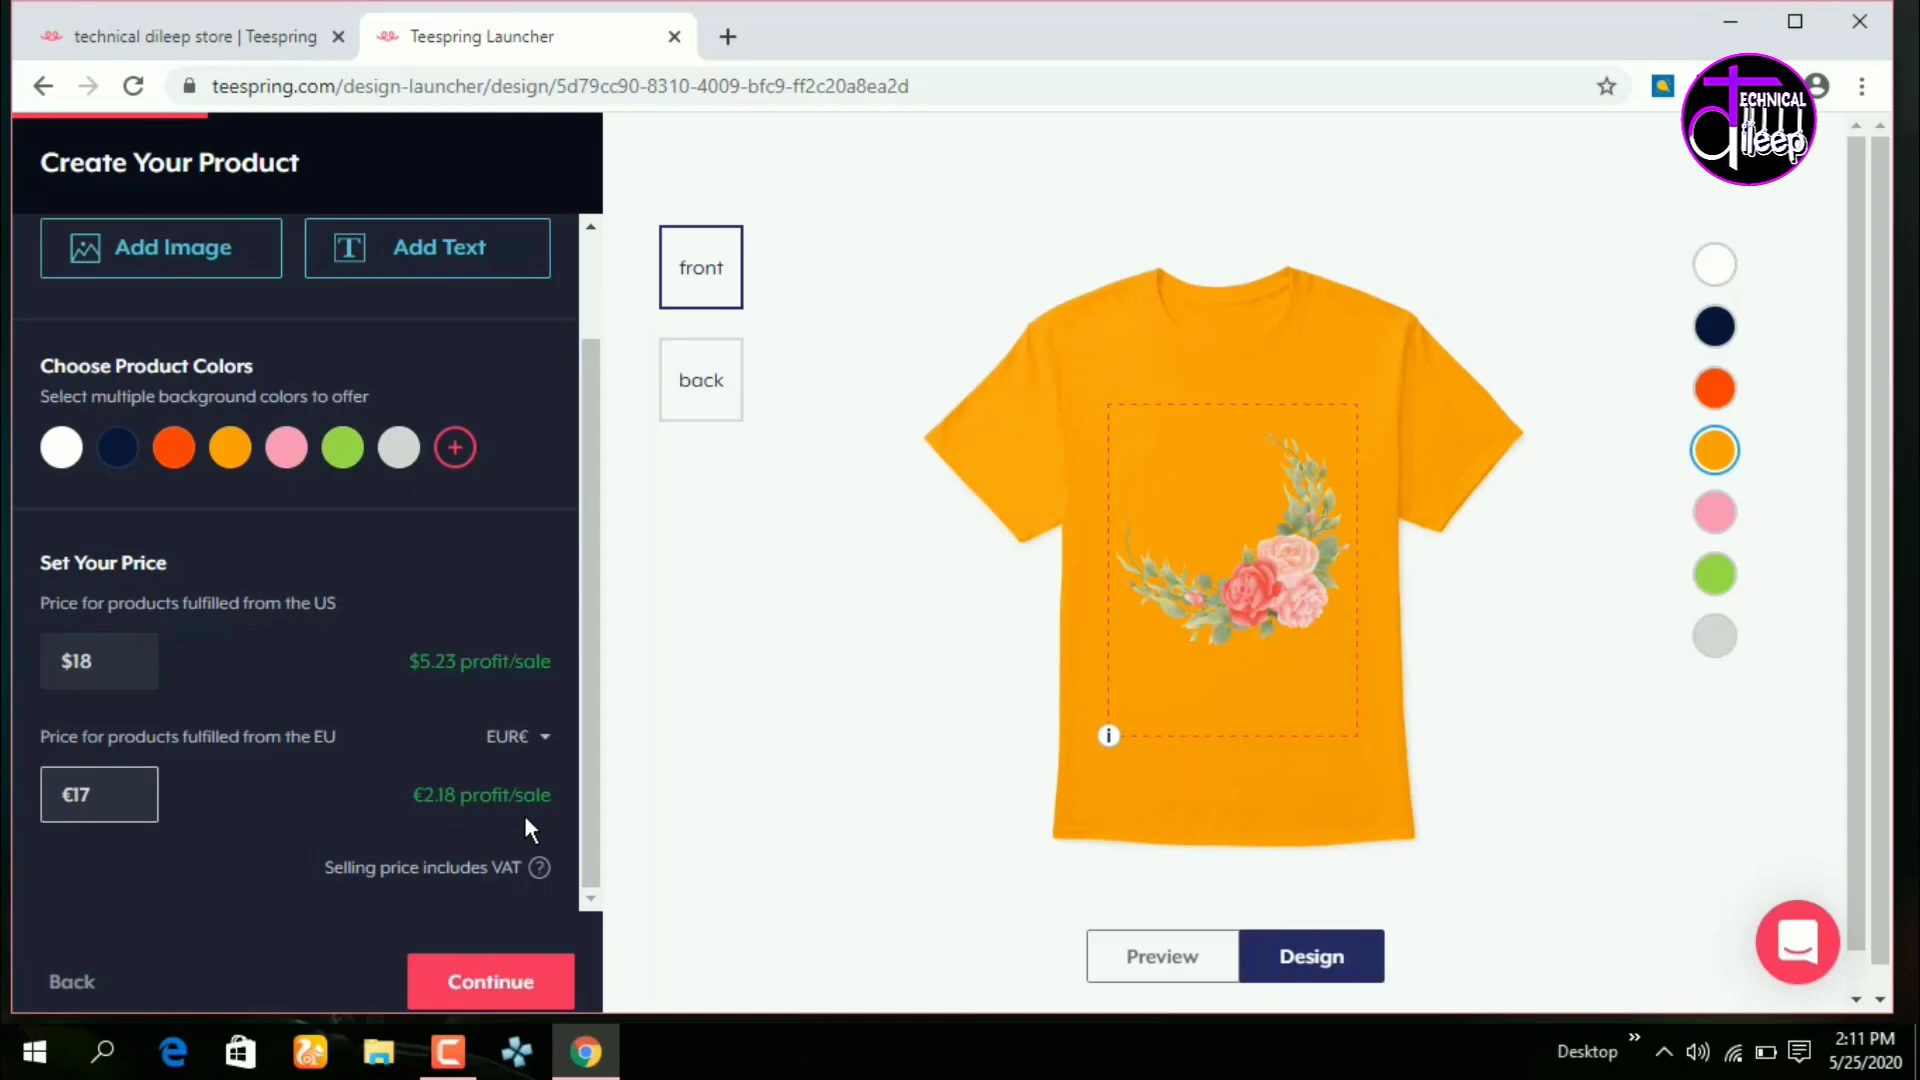 technical dileep store | Teespring
Teespring Launcher
teespring.com/design-launcher/design/5d79cc90-8310-4009-bfc9-ff2c20a8ea2d
TECHNICAL
dileep
Create Your Product
Add Image
T Add Text
Choose Product Colors
Select multiple background colors to offer
Set Your Price
Price for products fulfilled from the US
$18
$5.23 profit/sale
Price for products fulfilled from the EU
EUR€
€17
€2.18 profit/sale
Selling price includes VAT ?
Back
Continue
front
back
i
Preview
Design
Desktop
2:11 PM
5/25/2020